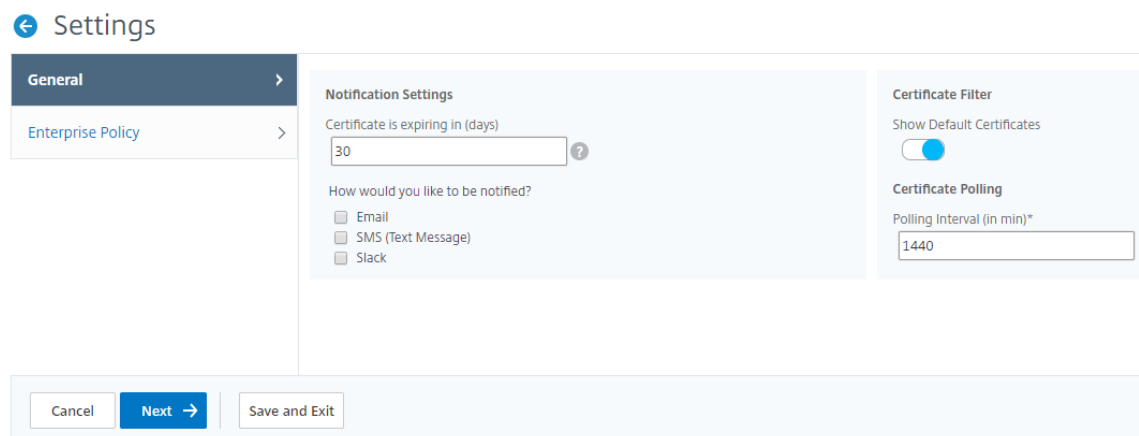 Settings
General
Enterprise Policy
Notification Settings
Certificate is expiring in (days)
30
?
How would you like to be notified?
Email
SMS (Text Message)
Slack
Certificate Filter
Show Default Certificates
Certificate Polling
Polling Interval (in min)*
1440
Cancel
Next
Save and Exit